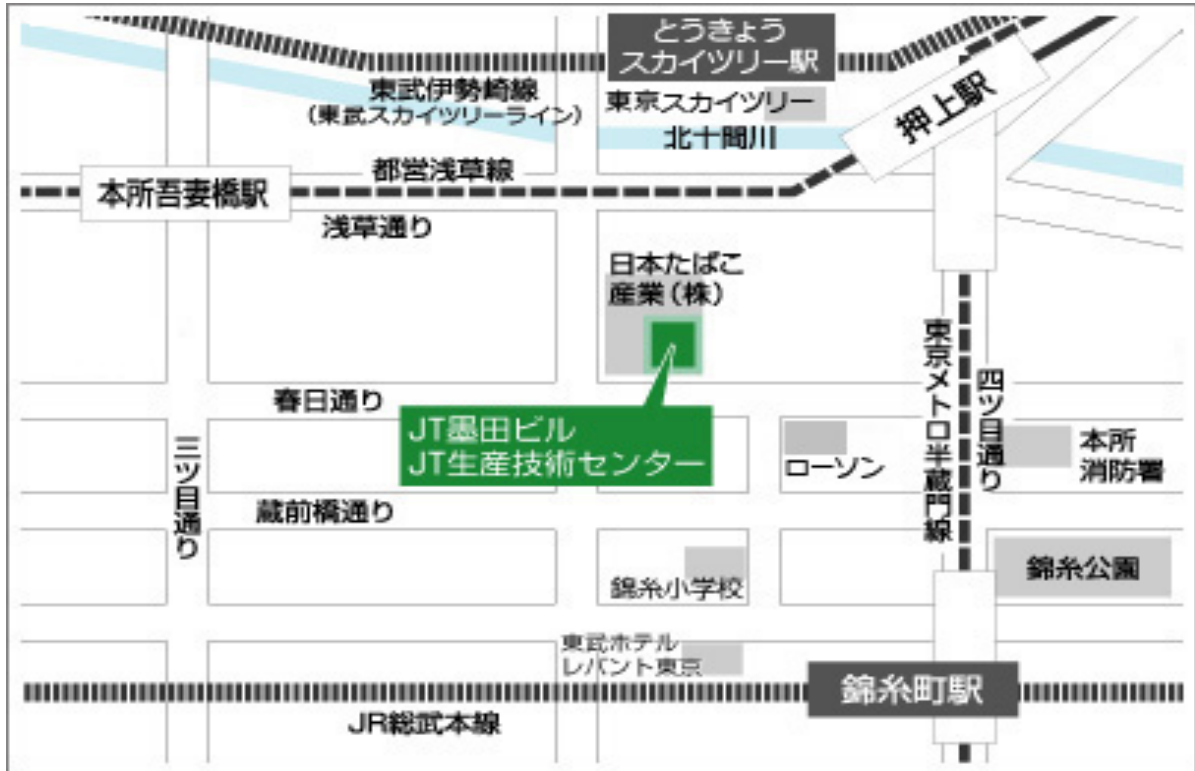 とうきょう
スカイツリー駅
東武伊勢崎線
(東武スカイツリーライン)
東京スカイツリー
押上駅
北十間川
都営浅草線
本所吾妻橋駅
浅草通り
日本たばこ
産業(株)
東京メトロ半蔵門線
四ツ目通り
春日通り
JT墨田ビル
JT生産技術センター
三ツ目通り
ローソン
本所
消防署
蔵前橋通り
錦糸小学校
錦糸公園
東武ホテル
レバント東京
錦糸町駅
JR総武本線